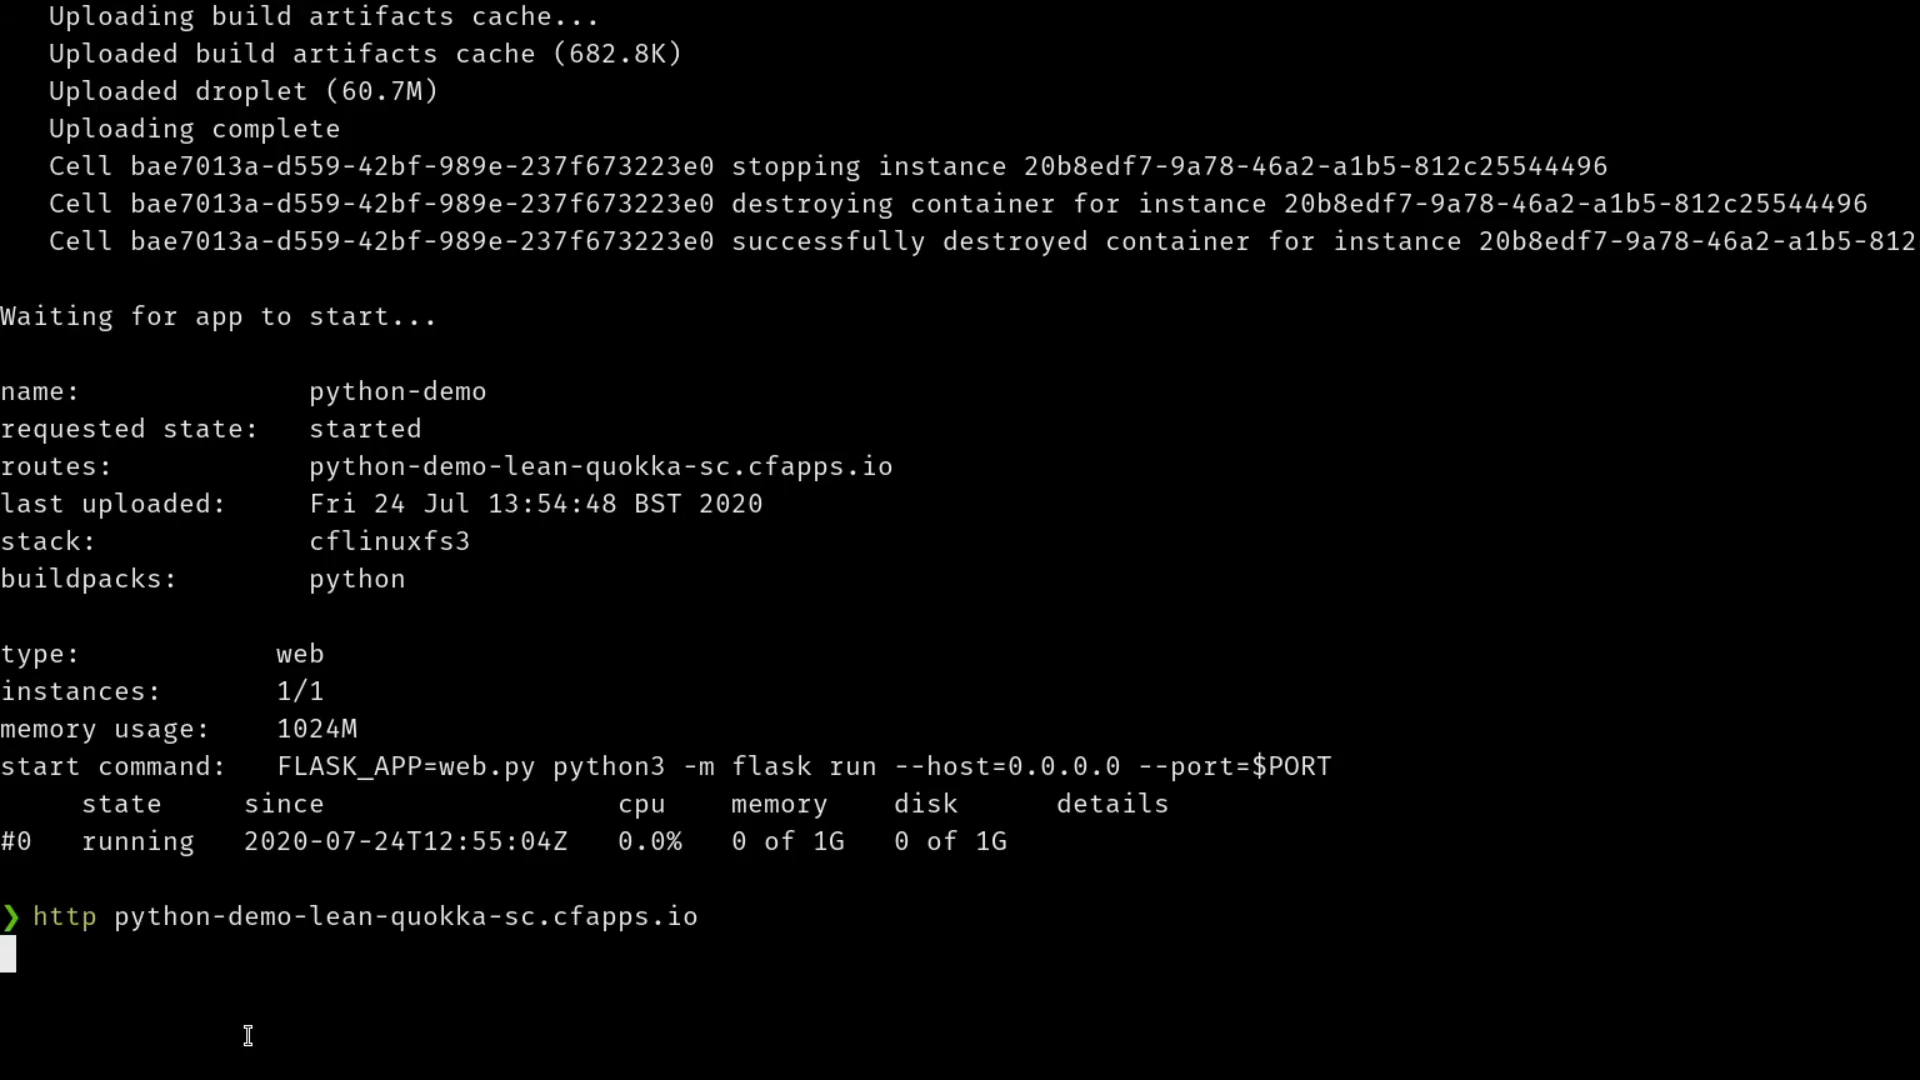 Uploading build artifacts cache...
Uploaded build artifacts cache (682.8K)
Uploaded droplet (60.7M)
Uploading complete
Cell bae7013a-d559-42bf-989e-237f673223e0 stopping instance 20b8edf7-9a78-46a2-a1b5-812c25544496
Cell bae7013a-d559-42bf-989e-237f673223e0 destroying container for instance 20b8edf7-9a78-46a2-a1b5-812c25544496
Cell bae7013a-d559-42bf-989e-237f673223e0 successfully destroyed container for instance 20b8edf7-9a78-46a2-a1b5-812
Waiting for app to start...
name: python-demo
requested state: started
routes: python-demo-lean-quokka-sc.cfapps.io
last uploaded: Fri 24 Jul 13:54:48 BST 2020
stack: cflinuxfs3
buildpacks: python
type: web
instances: 1/1
memory usage: 1024M
start command: FLASK_APP=web.py python3 -m flask run --host=0.0.0.0 --port=$PORT
state since cpu memory disk details
#0 running 2020-07-24T12:55:04Z 0.0% 0 of 1G 0 of 1G
❯ http python-demo-lean-quokka-sc.cfapps.io